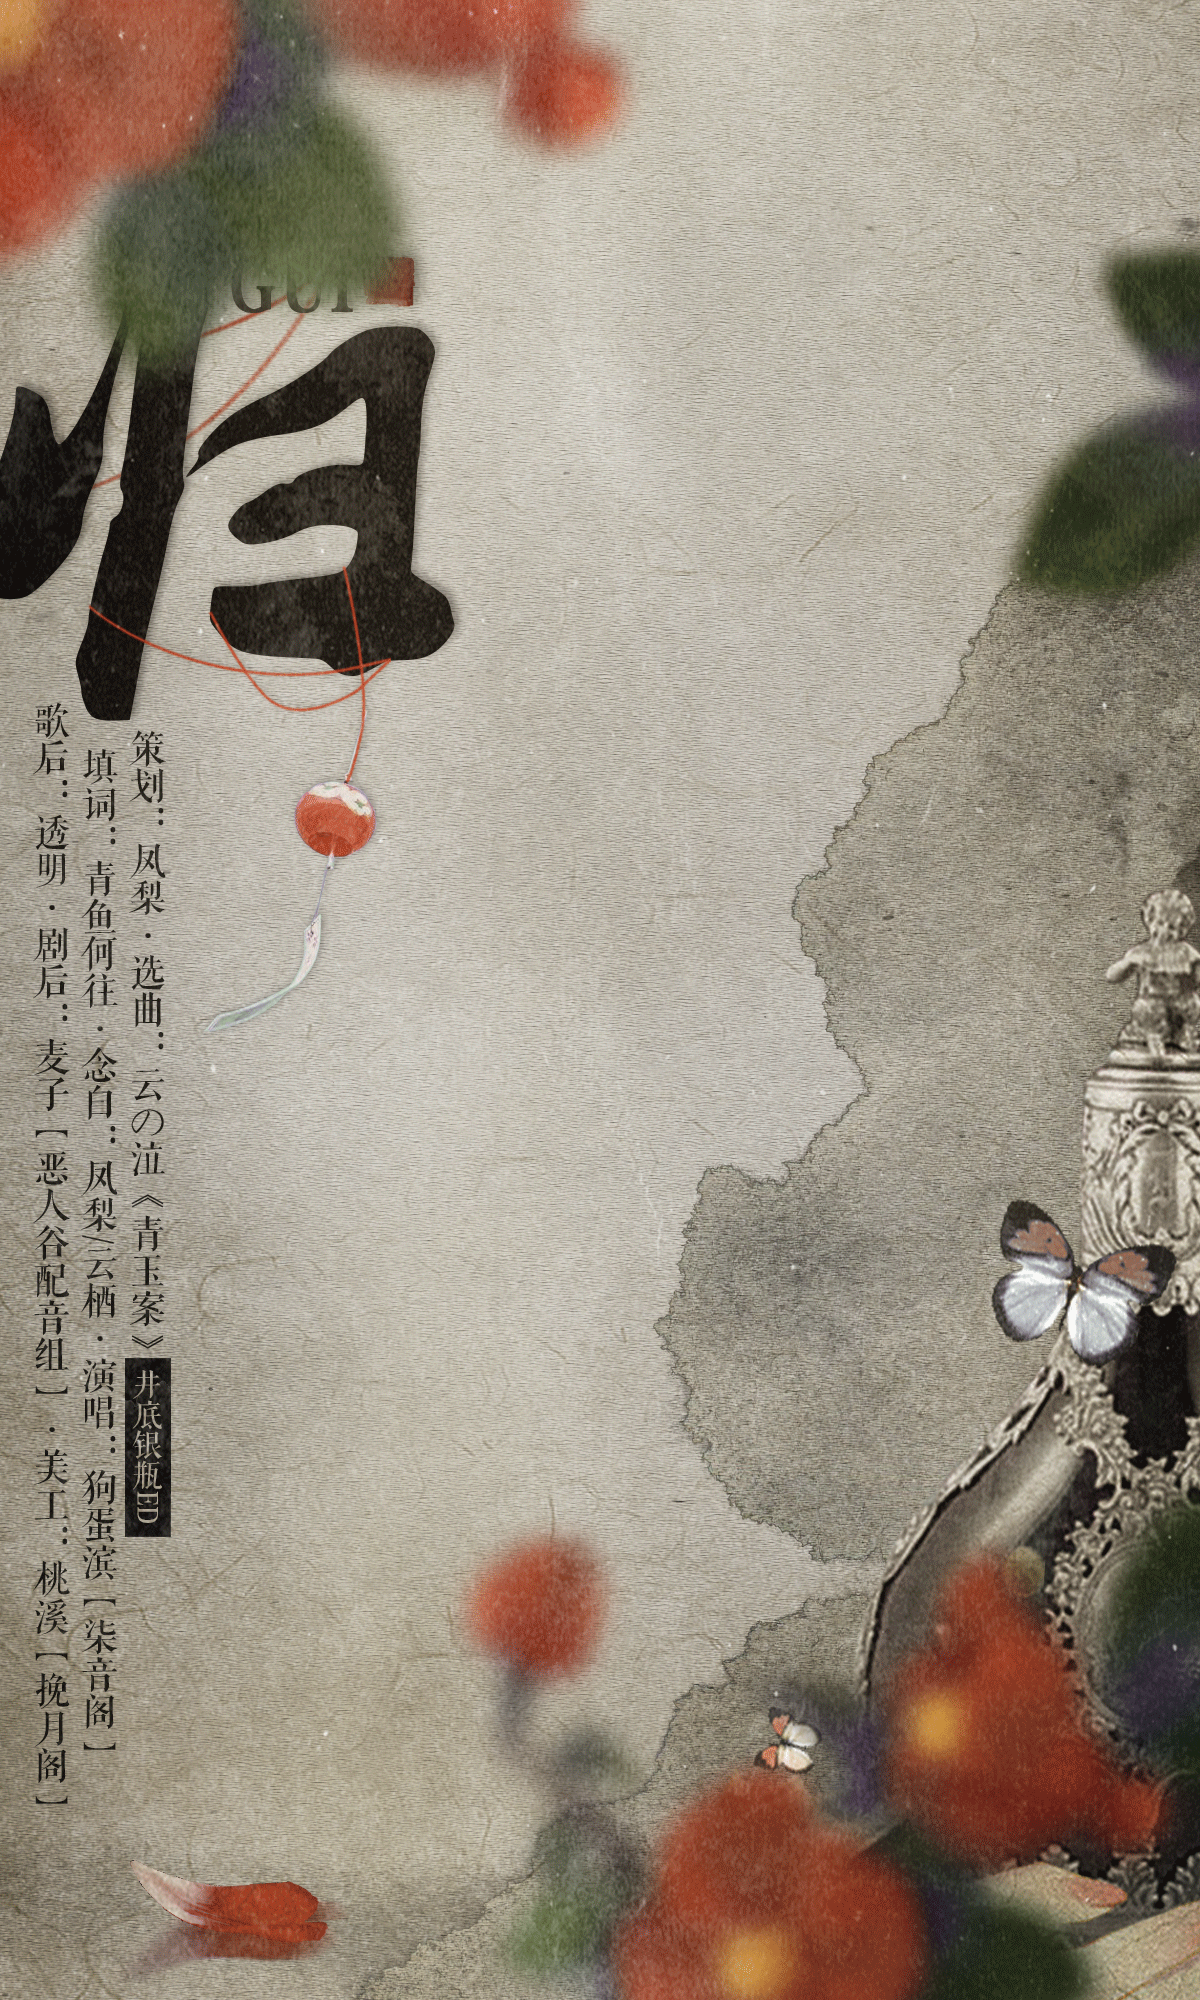 GUI
归
策划：凤梨·选曲：云の泣《青玉案》井底银瓶ED
填词：青鱼何往·念白：凤梨/云栖·演唱：狗蛋滨【柒音阁】
歌后：透明·剧后：麦子【恶人谷配音组】·美工：桃溪【挽月阁】